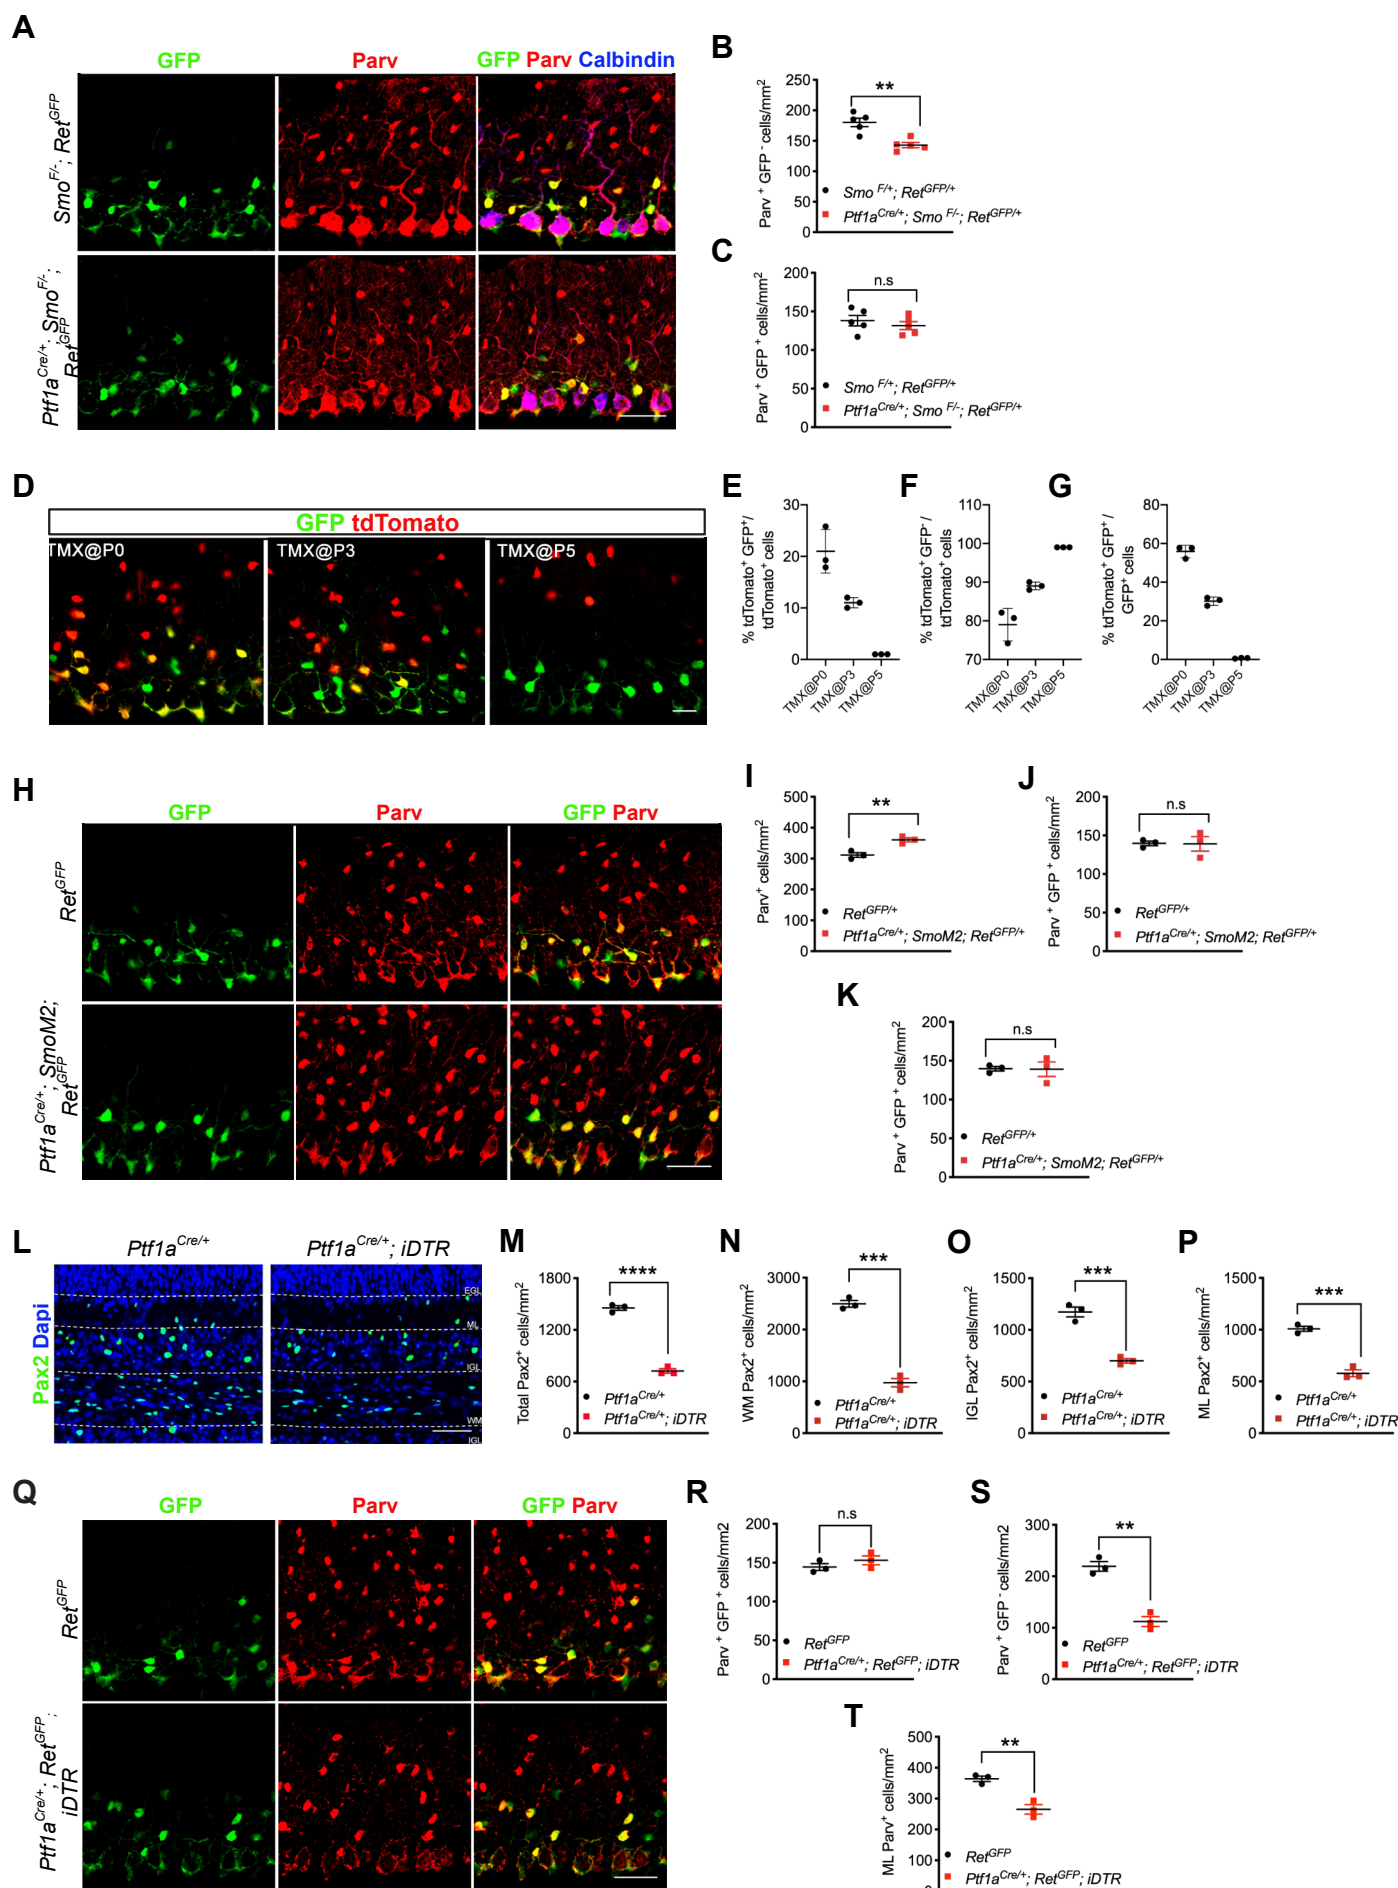 A
GFP Parv GFP Parv Calbindin
Smo^F/-; Ret^GFP
Ptf1a^Cre/+; Smo^F/-;
Ret^GFP
B
Parv + GFP - cells/mm2
250
200
150
100
50
0
**
Smo F/+; Ret^GFP/+
Ptf1a^Cre/+; Smo F/-; Ret^GFP/+
C
Parv + GFP + cells/mm2
200
150
100
50
0
n.s
Smo F/+; Ret^GFP/+
Ptf1a^Cre/+; Smo F/-; Ret^GFP/+
D
GFP tdTomato
TMX@P0 TMX@P3 TMX@P5
E
% tdTomato+ GFP+/
tdTomato+ cells
30
20
10
0
TMX@P0 TMX@P3 TMX@P5
F
% tdTomato+ GFP- /
tdTomato+ cells
110
100
90
80
70
TMX@P0 TMX@P3 TMX@P5
G
% tdTomato+ GFP+ /
GFP+ cells
80
60
40
20
0
TMX@P0 TMX@P3 TMX@P5
H
GFP Parv GFP Parv
Ret^GFP
Ptf1a^Cre/+; SmoM2;
Ret^GFP
I
Parv+ cells/mm2
500
400
300
200
100
0
**
Ret^GFP/+
Ptf1a^Cre/+; SmoM2; Ret^GFP/+
J
Parv + GFP + cells/mm2
200
150
100
50
0
n.s
Ret^GFP/+
Ptf1a^Cre/+; SmoM2; Ret^GFP/+
K
Parv + GFP + cells/mm2
200
150
100
50
0
n.s
Ret^GFP/+
Ptf1a^Cre/+; SmoM2; Ret^GFP/+
L
Ptf1a^Cre/+ Ptf1a^Cre/+; iDTR
Pax2 Dapi
EGL
ML
IGL
WM
IGL
M
Total Pax2+ cells/mm2
1800
1200
600
0
****
Ptf1a^Cre/+
Ptf1a^Cre/+; iDTR
N
WM Pax2+ cells/mm2
3000
2000
1000
0
***
Ptf1a^Cre/+
Ptf1a^Cre/+; iDTR
O
IGL Pax2+ cells/mm2
1500
1000
500
0
***
Ptf1a^Cre/+
Ptf1a^Cre/+; iDTR
P
ML Pax2+ cells/mm2
1500
1000
500
0
***
Ptf1a^Cre/+
Ptf1a^Cre/+; iDTR
Q
GFP Parv GFP Parv
Ret^GFP
Ptf1a^Cre/+; Ret^GFP;
iDTR
R
Parv + GFP + cells/mm2
200
150
100
50
0
n.s
Ret^GFP
Ptf1a^Cre/+; Ret^GFP; iDTR
S
Parv + GFP - cells/mm2
300
200
100
0
**
Ret^GFP
Ptf1a^Cre/+; Ret^GFP; iDTR
T
ML Parv+ cells/mm2
500
400
300
200
100
**
Ret^GFP
Ptf1a^Cre/+; Ret^GFP; iDTR